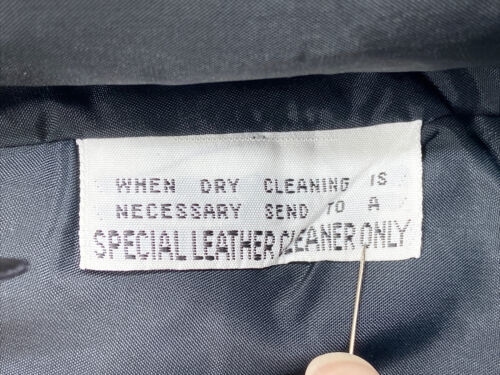 WHEN DRY CLEANING IS
NECESSARY SEND TO A
SPECIAL LEATHER CLEANER ONLY